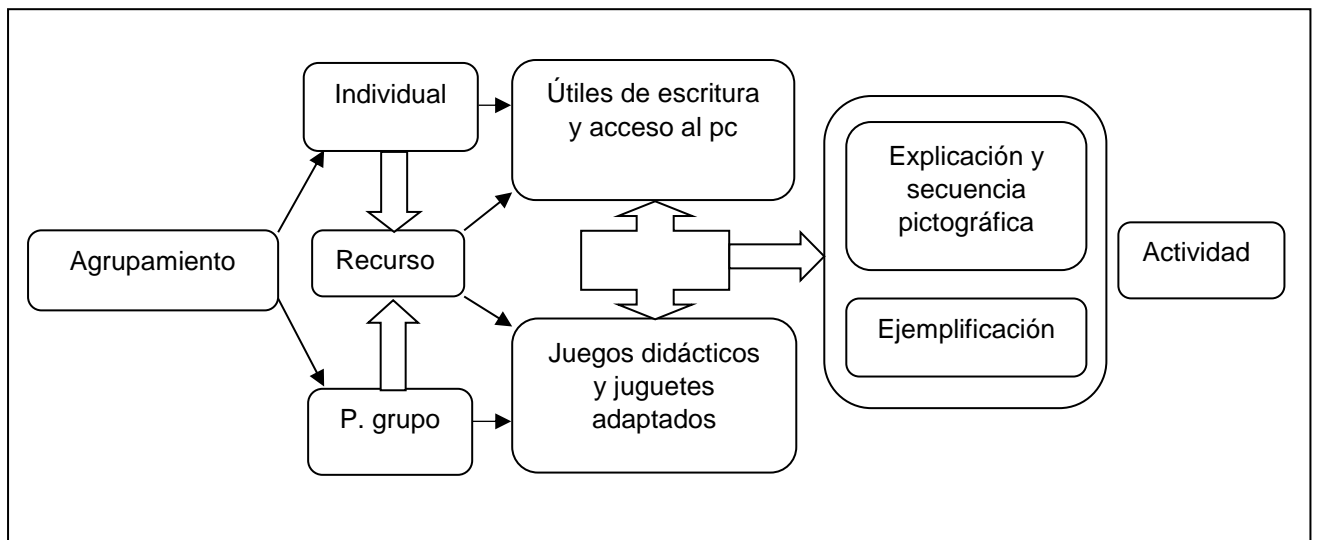 Agrupamiento
Individual
Recurso
P. grupo
Útiles de escritura
y acceso al pc
Juegos didácticos
y juguetes
adaptados
Explicación y
secuencia
pictográfica
Ejemplificación
Actividad